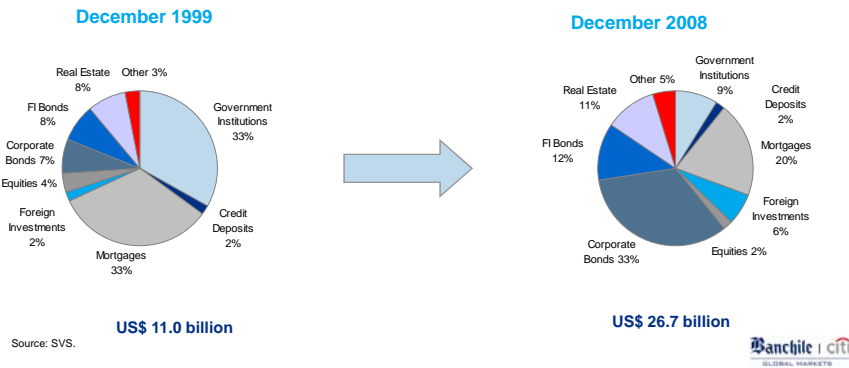 December 1999
Real Estate
8%
Other 3%
FI Bonds
8%
Corporate
Bonds 7%
Equities 4%
Foreign
Investments
2%
Mortgages
33%
Credit
Deposits
2%
Government
Institutions
33%
US$ 11.0 billion
December 2008
Government
Institutions
9%
Other 5%
Real Estate
11%
Credit
Deposits
2%
FI Bonds
12%
Mortgages
20%
Foreign
Investments
6%
Equities 2%
Corporate
Bonds 33%
US$ 26.7 billion
Source: SVS.
Banchile | citi
GLOBAL MARKETS